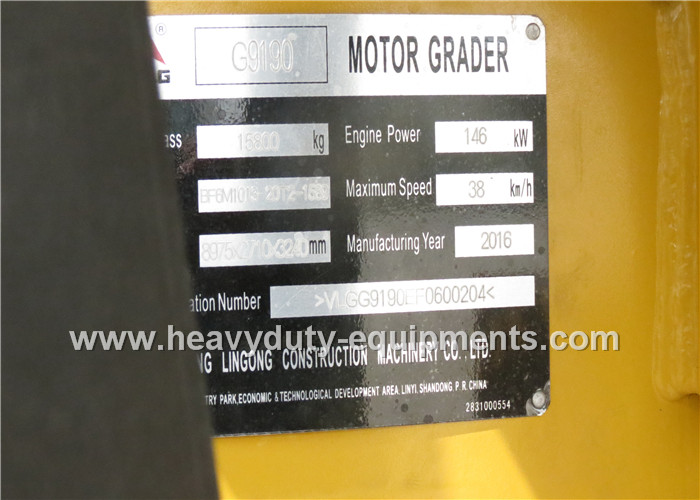 ®
G9190 MOTOR GRADER
G
ass 15800 kg Engine Power 146 kW
Maximum Speed 38 km/h
mm Manufacturing Year 2016
ation Number
www.heavyduty-equipments.com
NG LINGONG CONSTRUCTION MACHINERY CO., LTD.
TRY PARK,ECONOMIC & TECHNOLOGICAL DEVELOPMENT AREA, LINYI, SHANDONG P. R. CHINA
2831000554